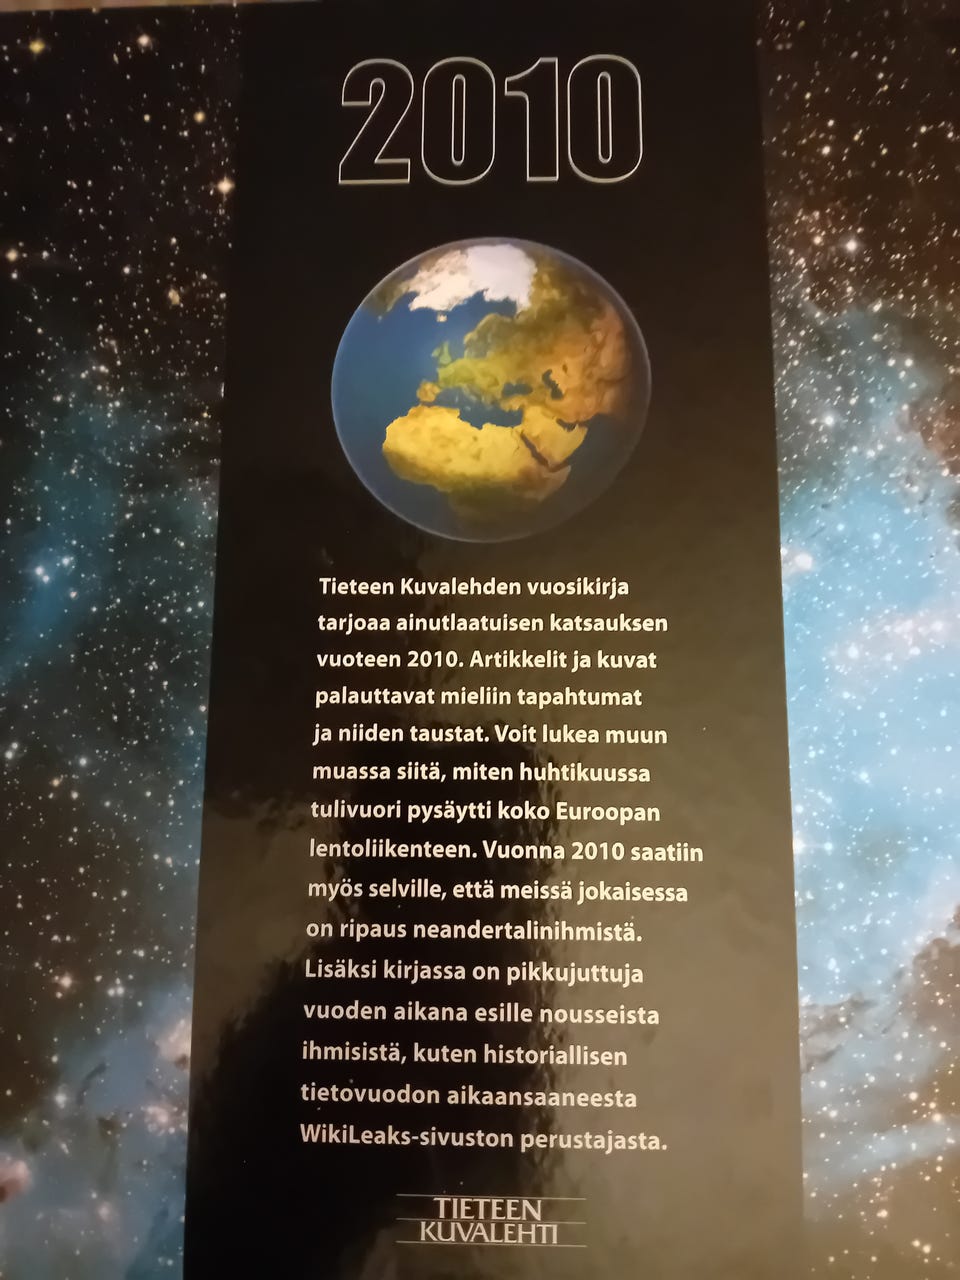 2010
Tieteen Kuvalehden vuosikirja
tarjoaa ainutlaatuisen katsauksen
vuoteen 2010. Artikkelit ja kuvat
palauttavat mieliin tapahtumat
ja niiden taustat. Voit lukea muun
muassa siitä, miten huhtikuussa
tulivuori pysäytti koko Euroopan
lentoliikenteen. Vuonna 2010 saatiin
myös selville, että meissä jokaisessa
on ripaus neandertalinihmistä.
Lisäksi kirjassa on pikkujuttuja
vuoden aikana esille nousseista
ihmisistä, kuten historiallisen
tietovuodon aikaansaaneesta
WikiLeaks-sivuston perustajasta.
TIETEEN
KUVALEHTI